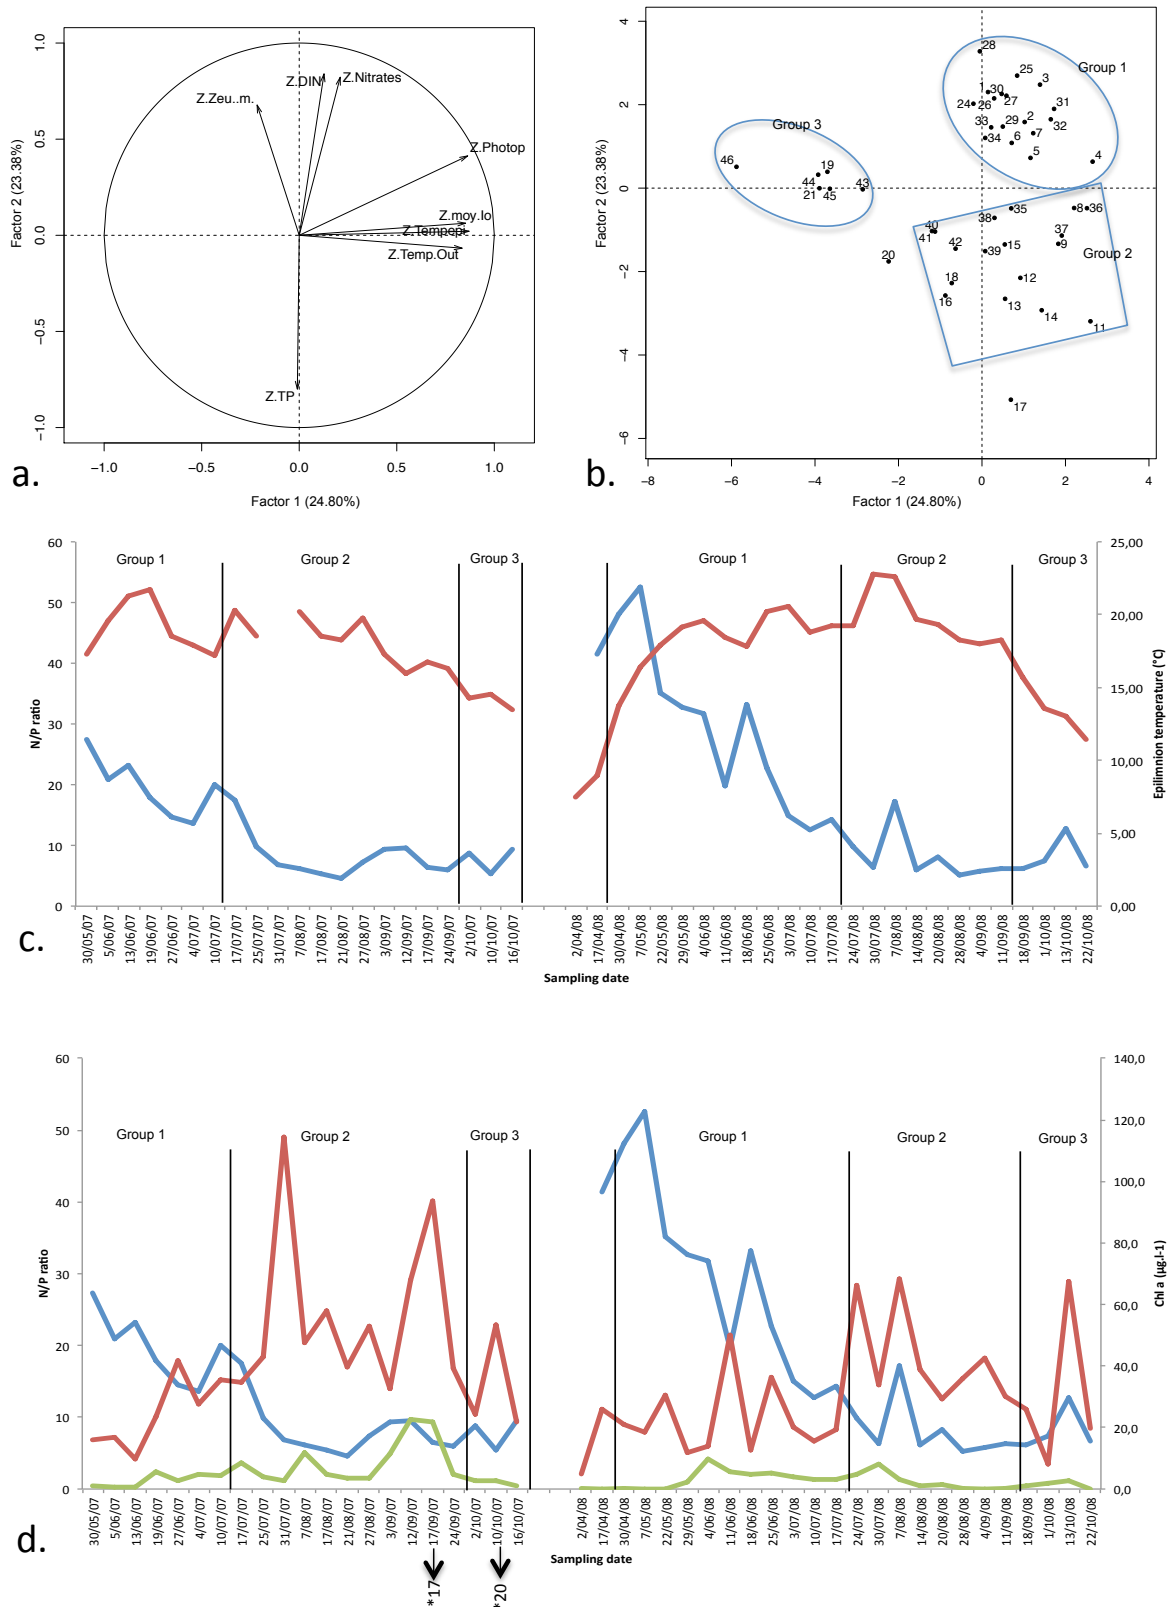 1.0
0.5
0.0
−0.5
−1.0
Factor 2 (23.38%)
Z.DIN
Z.Nitrates
Z.Zeu..m.
Z.Photop
Z.moy.lo
Z.Temp.Out
Z.TP
−1.0 −0.5 0.0 0.5 1.0
Factor 1 (24.80%)
a.
4
2
0
−2
−4
−6
Factor 2 (23.38%)
Group 1
Group 3
Group 2
28
25
3
1
30
24
26
27
31
33
29
2
32
34
6
7
5
4
46
19
44
21
45
43
38
35
8
36
40
41
42
39
15
37
9
20
18
16
12
13
14
11
17
−8 −6 −4 −2 0 2 4
Factor 1 (24.80%)
b.
60
50
40
30
20
10
0
N/P ratio
Group 1 Group 2 Group 3 Group 1 Group 2 Group 3
25,00
20,00
15,00
10,00
5,00
0,00
Epilimnion temperature (°C)
30/05/07 5/06/07 13/06/07 19/06/07 27/06/07 4/07/07 10/07/07 17/07/07 25/07/07 31/07/07 7/08/07 17/08/07 21/08/07 27/08/07 3/09/07 12/09/07 17/09/07 24/09/07 2/10/07 10/10/07 16/10/07 2/04/08 17/04/08 30/04/08 7/05/08 22/05/08 29/05/08 4/06/08 11/06/08 18/06/08 25/06/08 3/07/08 10/07/08 17/07/08 24/07/08 30/07/08 7/08/08 14/08/08 20/08/08 28/08/08 4/09/08 11/09/08 18/09/08 1/10/08 13/10/08 22/10/08
Sampling date
c.
60
50
40
30
20
10
0
N/P ratio
Group 1 Group 2 Group 3 Group 1 Group 2 Group 3
140,0
120,0
100,0
80,0
60,0
40,0
20,0
0,0
Chl a (µg.l-1)
30/05/07 5/06/07 13/06/07 19/06/07 27/06/07 4/07/07 10/07/07 17/07/07 25/07/07 31/07/07 7/08/07 17/08/07 21/08/07 27/08/07 3/09/07 12/09/07 17/09/07 24/09/07 2/10/07 10/10/07 16/10/07 2/04/08 17/04/08 30/04/08 7/05/08 22/05/08 29/05/08 4/06/08 11/06/08 18/06/08 25/06/08 3/07/08 10/07/08 17/07/08 24/07/08 30/07/08 7/08/08 14/08/08 20/08/08 28/08/08 4/09/08 11/09/08 18/09/08 1/10/08 13/10/08 22/10/08
Sampling date
d.
*17
*20